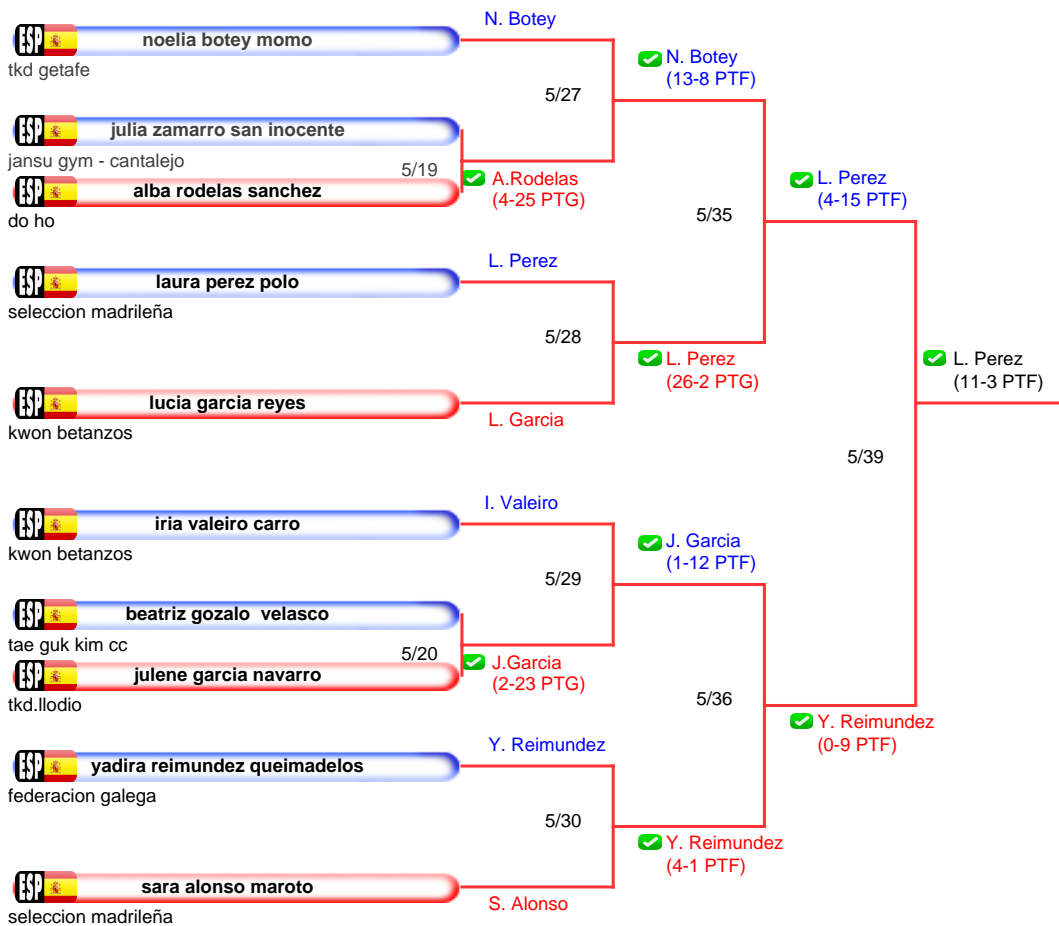 N. Botey
ESP noelia botey momo
tkd getafe
N. Botey
(13-8 PTF)
5/27
ESP julia zamarro san inocente
jansu gym - cantalejo
5/19
A.Rodelas
(4-25 PTG)
ESP alba rodelas sanchez
do ho
L. Perez
(4-15 PTF)
5/35
L. Perez
ESP laura perez polo
seleccion madrileña
5/28
L. Perez
(26-2 PTG)
L. Perez
(11-3 PTF)
ESP lucia garcia reyes
L. Garcia
kwon betanzos
5/39
I. Valeiro
ESP iria valeiro carro
kwon betanzos
J. Garcia
(1-12 PTF)
5/29
ESP beatriz gozalo  velasco
tae guk kim cc
5/20
J.Garcia
(2-23 PTG)
ESP julene garcia navarro
tkd.llodio
5/36
Y. Reimundez
(0-9 PTF)
Y. Reimundez
ESP yadira reimundez queimadelos
federacion galega
5/30
Y. Reimundez
(4-1 PTF)
ESP sara alonso maroto
S. Alonso
seleccion madrileña